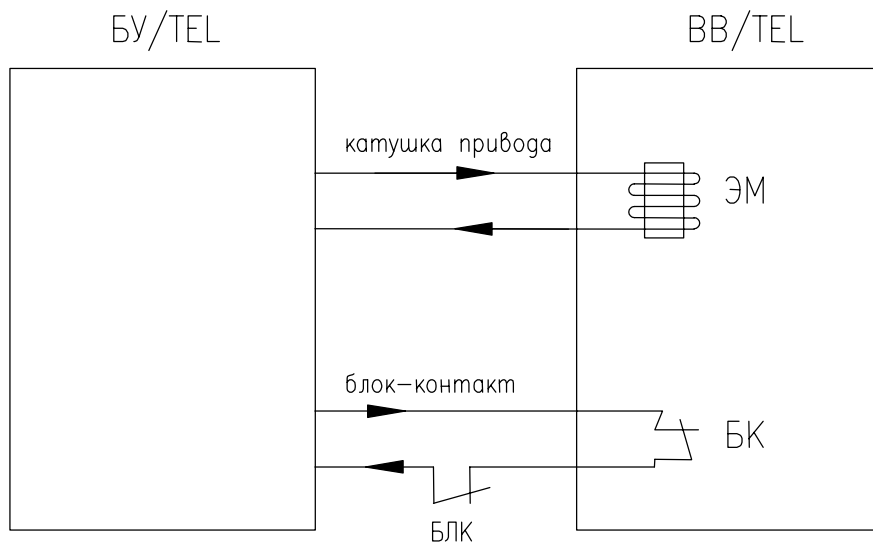 БУ/TEL
ВВ/TEL
катушка привода
ЭМ
блок-контакт
БК
БЛК